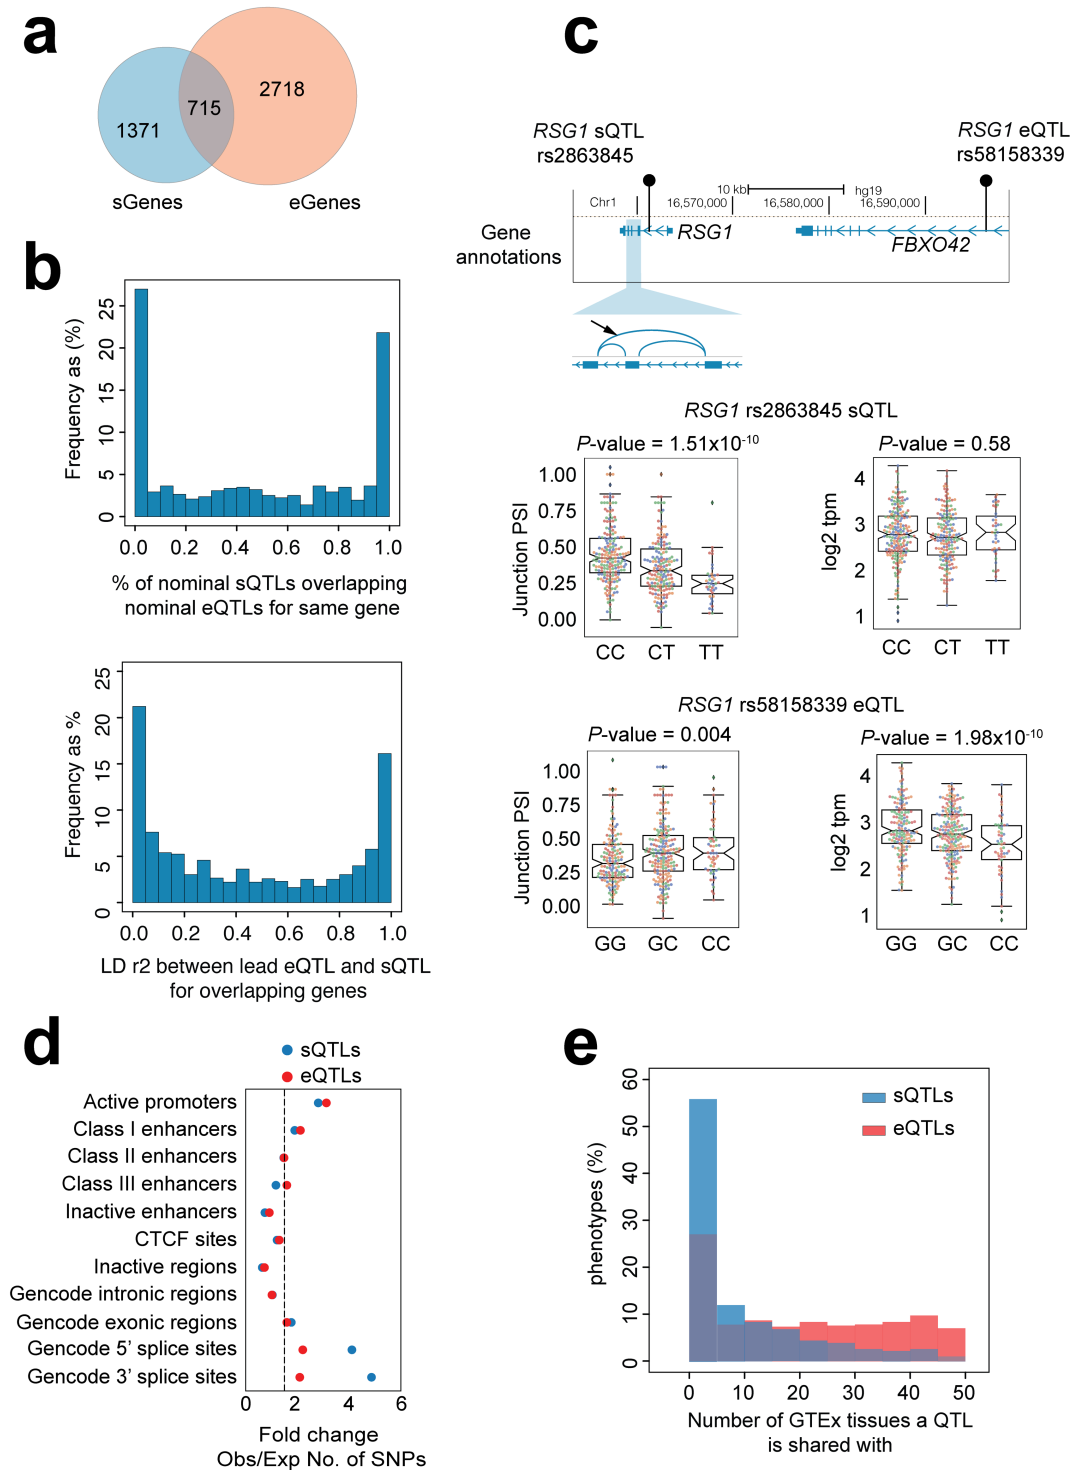 a
1371
715
2718
sGenes
eGenes
b
Frequency as (%)
25
20
15
10
5
0
0.0 0.2 0.4 0.6 0.8 1.0
% of nominal sQTLs overlapping
nominal eQTLs for same gene
Frequency as %
25
20
15
10
5
0
0.0 0.2 0.4 0.6 0.8 1.0
LD r2 between lead eQTL and sQTL
for overlapping genes
c
RSG1 sQTL
rs2863845
RSG1 eQTL
rs58158339
10 kb hg19
Chr1 16,570,000 16,580,000 16,590,000
Gene
annotations
RSG1
FBXO42
RSG1 rs2863845 sQTL
P-value = 1.51x10-10
Junction PSI
1.00
0.75
0.50
0.25
0.00
CC CT TT
P-value = 0.58
log2 tpm
4
3
2
1
CC CT TT
RSG1 rs58158339 eQTL
P-value = 0.004
Junction PSI
1.00
0.75
0.50
0.25
0.00
GG GC CC
P-value = 1.98x10-10
log2 tpm
4
3
2
1
GG GC CC
d
sQTLs
eQTLs
Active promoters
Class I enhancers
Class II enhancers
Class III enhancers
Inactive enhancers
CTCF sites
Inactive regions
Gencode intronic regions
Gencode exonic regions
Gencode 5’ splice sites
Gencode 3’ splice sites
0 2 4 6
Fold change
Obs/Exp No. of SNPs
e
sQTLs
eQTLs
phenotypes (%)
60
50
40
30
20
10
0
0 10 20 30 40 50
Number of GTEx tissues a QTL
is shared with